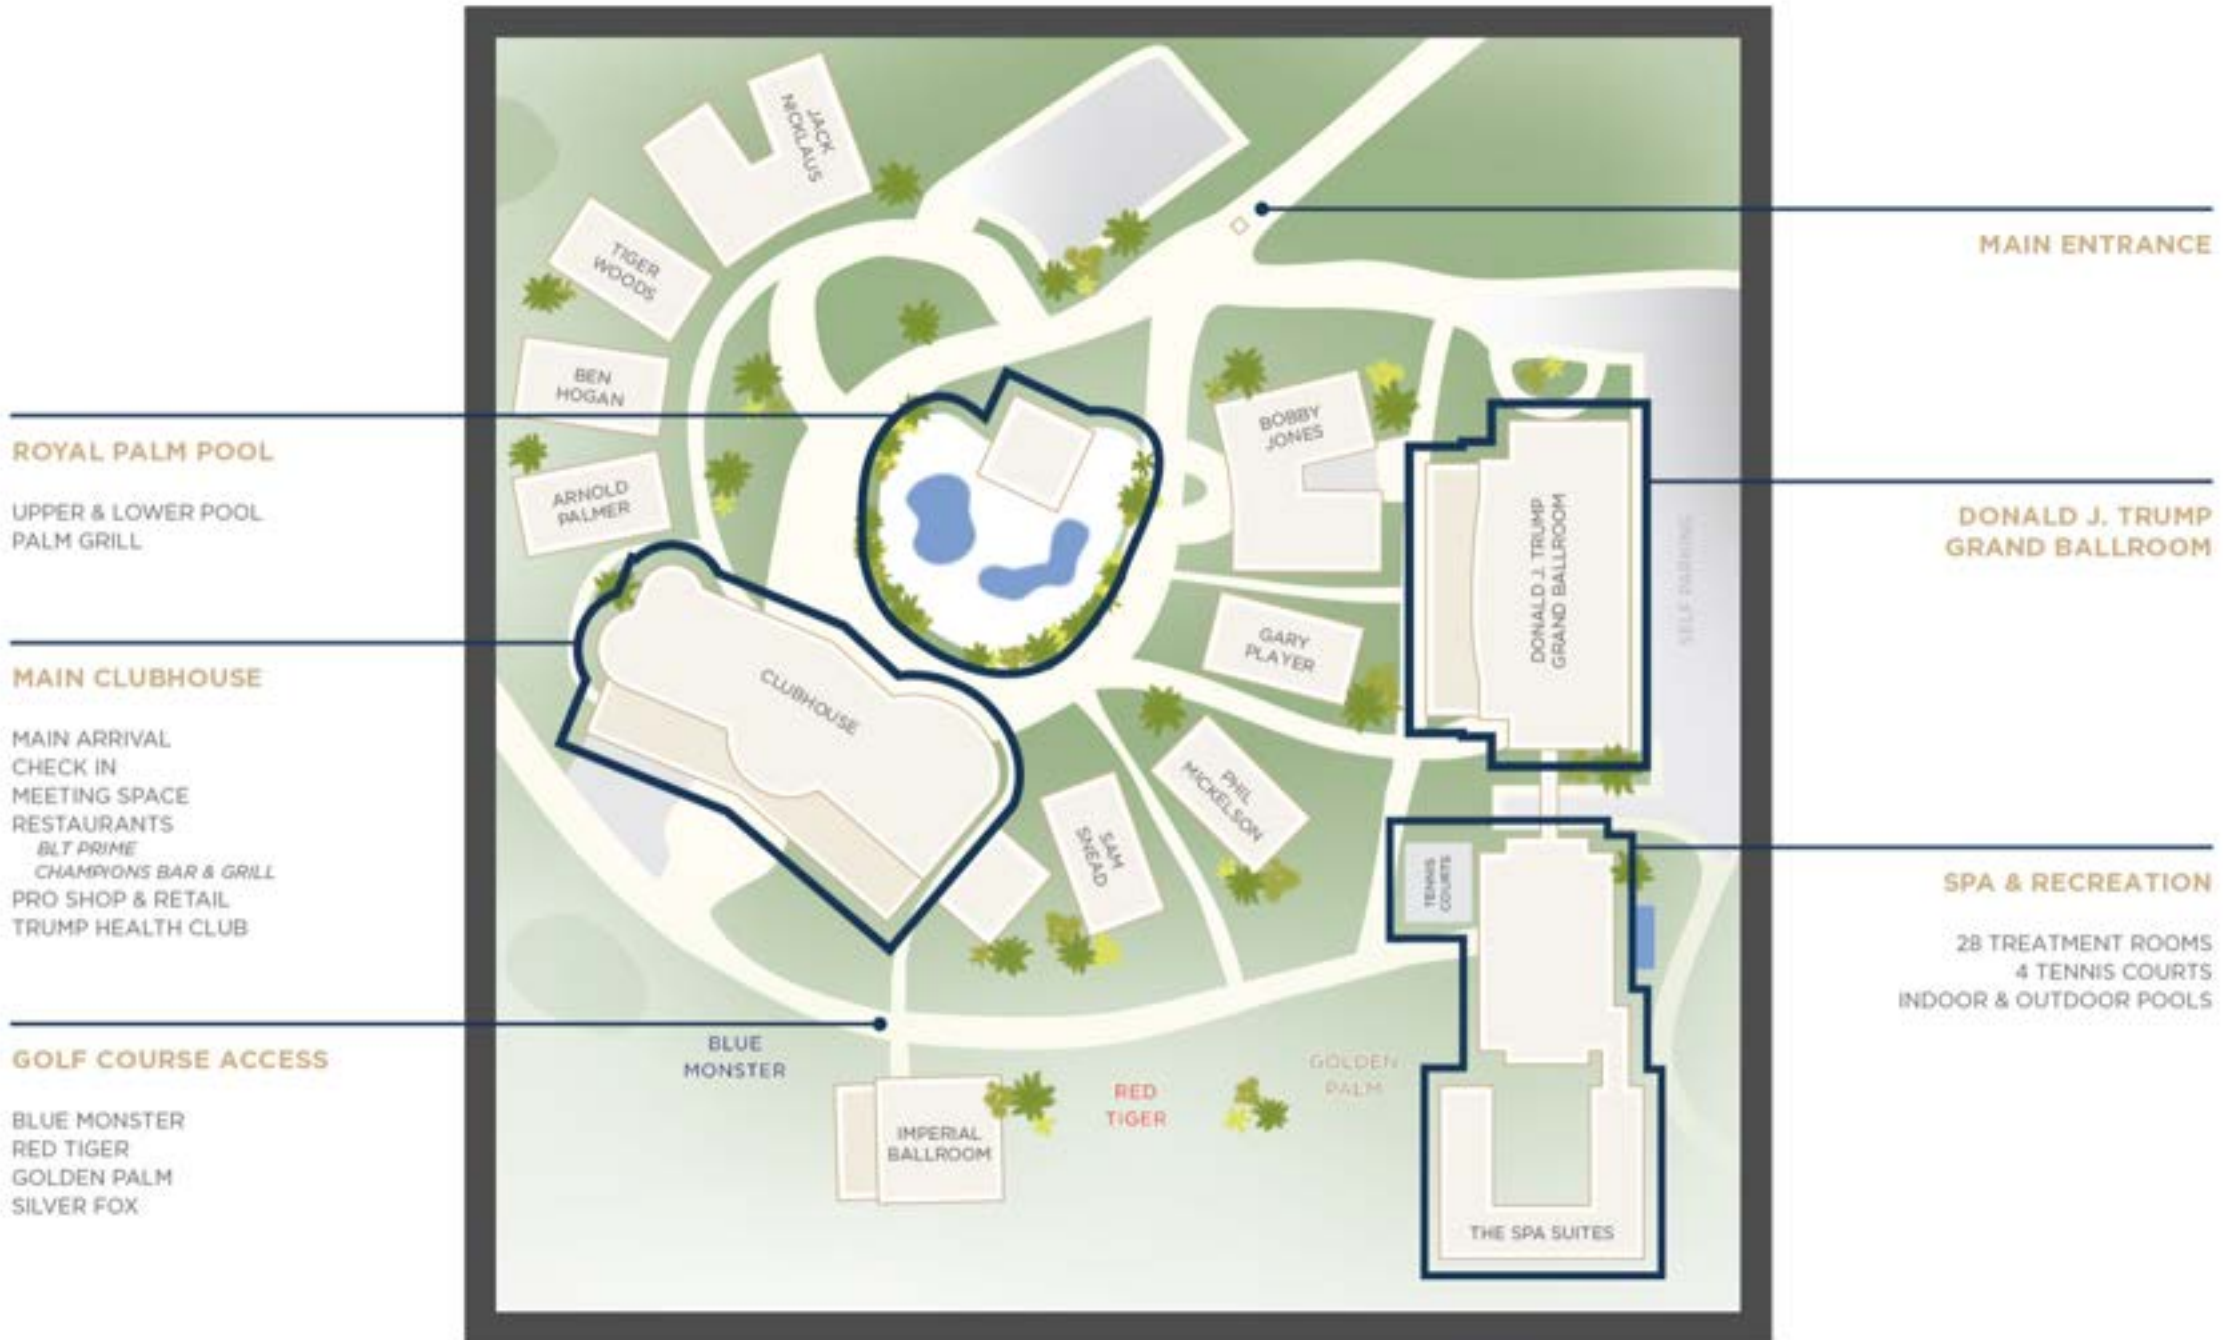 ROYAL PALM POOL
UPPER & LOWER POOL
PALM GRILL
MAIN CLUBHOUSE
MAIN ARRIVAL
CHECK IN
MEETING SPACE
RESTAURANTS
BLT PRIME
CHAMPIONS BAR & GRILL
PRO SHOP & RETAIL
TRUMP HEALTH CLUB
GOLF COURSE ACCESS
BLUE MONSTER
RED TIGER
GOLDEN PALM
SILVER FOX
JACK
NICKLAUS
TIGER
WOODS
BEN
HOGAN
ARNOLD
PALMER
CLUBHOUSE
BOBBY
JONES
GARY
PLAYER
PHIL
MICKELSON
SAM
SNEAD
DONALD J. TRUMP
GRAND BALLROOM
SELF PARKING
TENNIS
COURTS
BLUE
MONSTER
RED
TIGER
GOLDEN
PALM
IMPERIAL
BALLROOM
THE SPA SUITES
MAIN ENTRANCE
DONALD J. TRUMP
GRAND BALLROOM
SPA & RECREATION
28 TREATMENT ROOMS
4 TENNIS COURTS
INDOOR & OUTDOOR POOLS